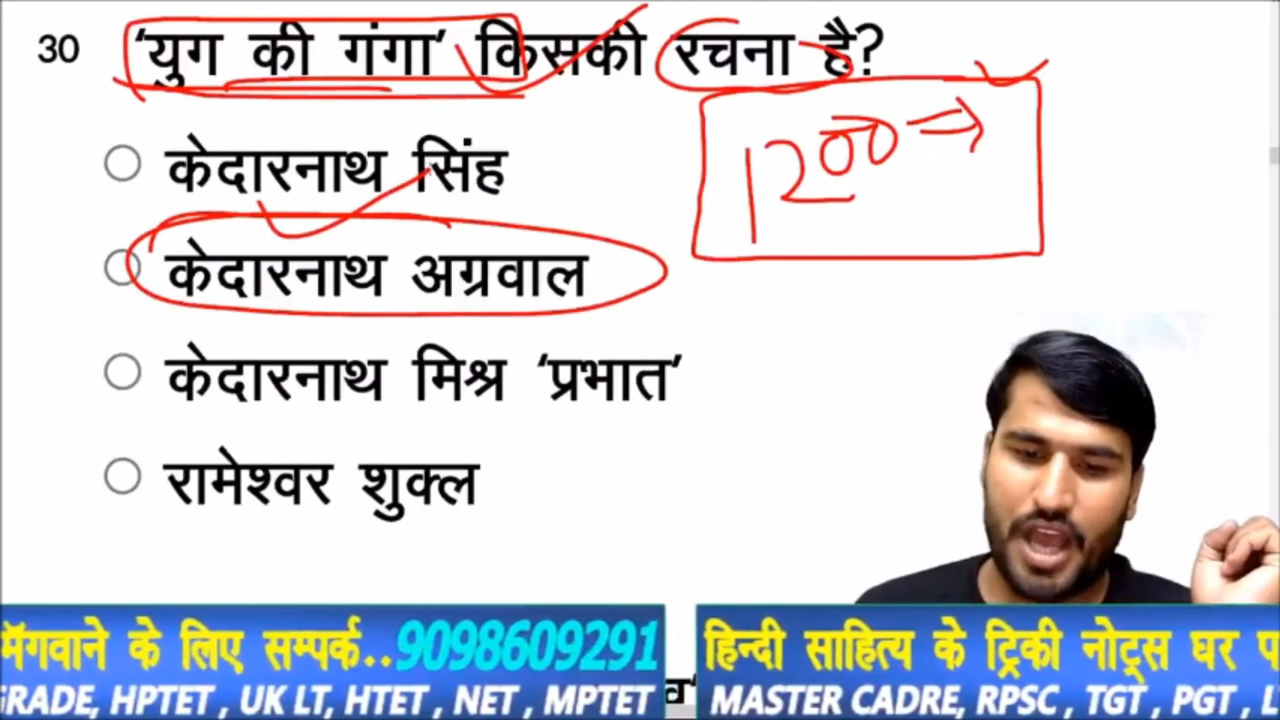 30 ‘युग की गंगा’ किसकी रचना है?
1200 ⇒
केदारनाथ सिंह
केदारनाथ अग्रवाल
केदारनाथ मिश्र ‘प्रभात’
रामेश्वर शुक्ल
मँगवाने के लिए सम्पर्क..9098609291
हिन्दी साहित्य के ट्रिकी नोट्स घर प
GRADE, HPTET , UK LT, HTET , NET , MPTET
MASTER CADRE, RPSC , TGT , PGT , L